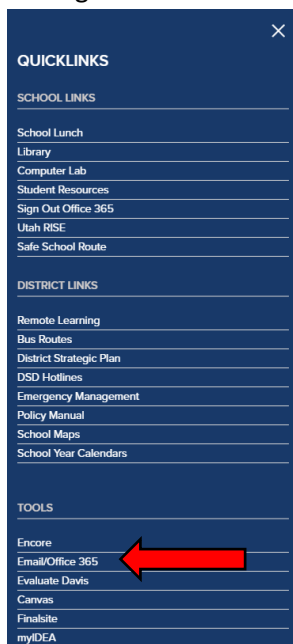 QUICKLINKS
SCHOOL LINKS
School Lunch
Library
Computer Lab
Student Resources
Sign Out Office 365
Utah RISE
Safe School Route
DISTRICT LINKS
Remote Learning
Bus Routes
District Strategic Plan
DSD Hotlines
Emergency Management
Policy Manual
School Maps
School Year Calendars
TOOLS
Encore
Email/Office 365
Evaluate Davis
Canvas
Finalsite
myIDEA